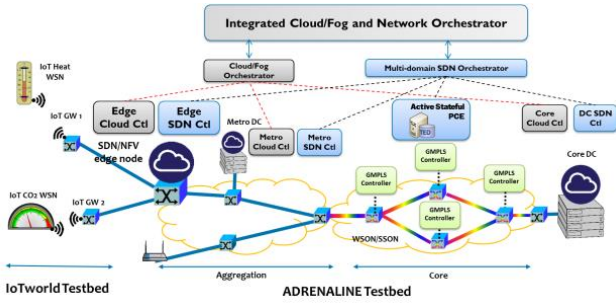 Integrated Cloud/Fog and Network Orchestrator
IoT Heat
WSN
Cloud/Fog
Orchestrator
Multi-domain SDN Orchestrator
Edge
Cloud Ctl
Edge
SDN Ctl
Active Stateful
PCE
TED
Core
Cloud Ctl
DC SDN
Ctl
IoT GW 1
SDN/NFV
edge node
Metro DC
Metro
Cloud Ctl
Metro
SDN Ctl
GMPLS
Controller
GMPLS
Controller
GMPLS
Controller
GMPLS
Controller
Core DC
IoT CO2 WSN
IoT GW 2
WSON/SSON
Aggregation
Core
IoTworld Testbed
ADRENALINE Testbed